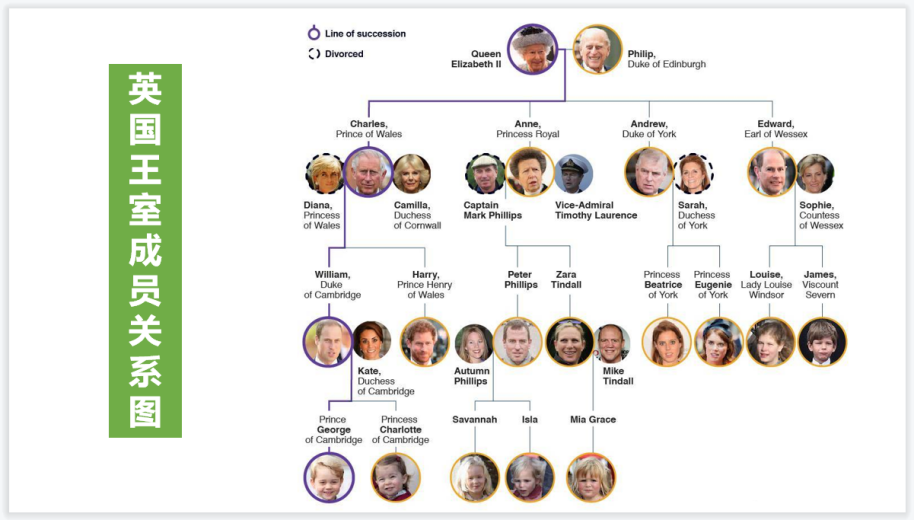 英国王室成员关系图
Line of succession
Divorced
Queen
Elizabeth II
Philip,
Duke of Edinburgh
Charles,
Prince of Wales
Anne,
Princess Royal
Andrew,
Duke of York
Edward,
Earl of Wessex
Diana,
Princess
of Wales
Camilla,
Duchess
of Cornwall
Captain
Mark Phillips
Vice-Admiral
Timothy Laurence
Sarah,
Duchess
of York
Sophie,
Countess
of Wessex
William,
Duke
of Cambridge
Harry,
Prince Henry
of Wales
Peter
Phillips
Zara
Tindall
Princess
Beatrice
of York
Princess
Eugenie
of York
Louise,
Lady Louise
Windsor
James,
Viscount
Severn
Kate,
Duchess
of Cambridge
Autumn
Phillips
Mike
Tindall
Prince
George
of Cambridge
Princess
Charlotte
of Cambridge
Savannah
Isla
Mia Grace